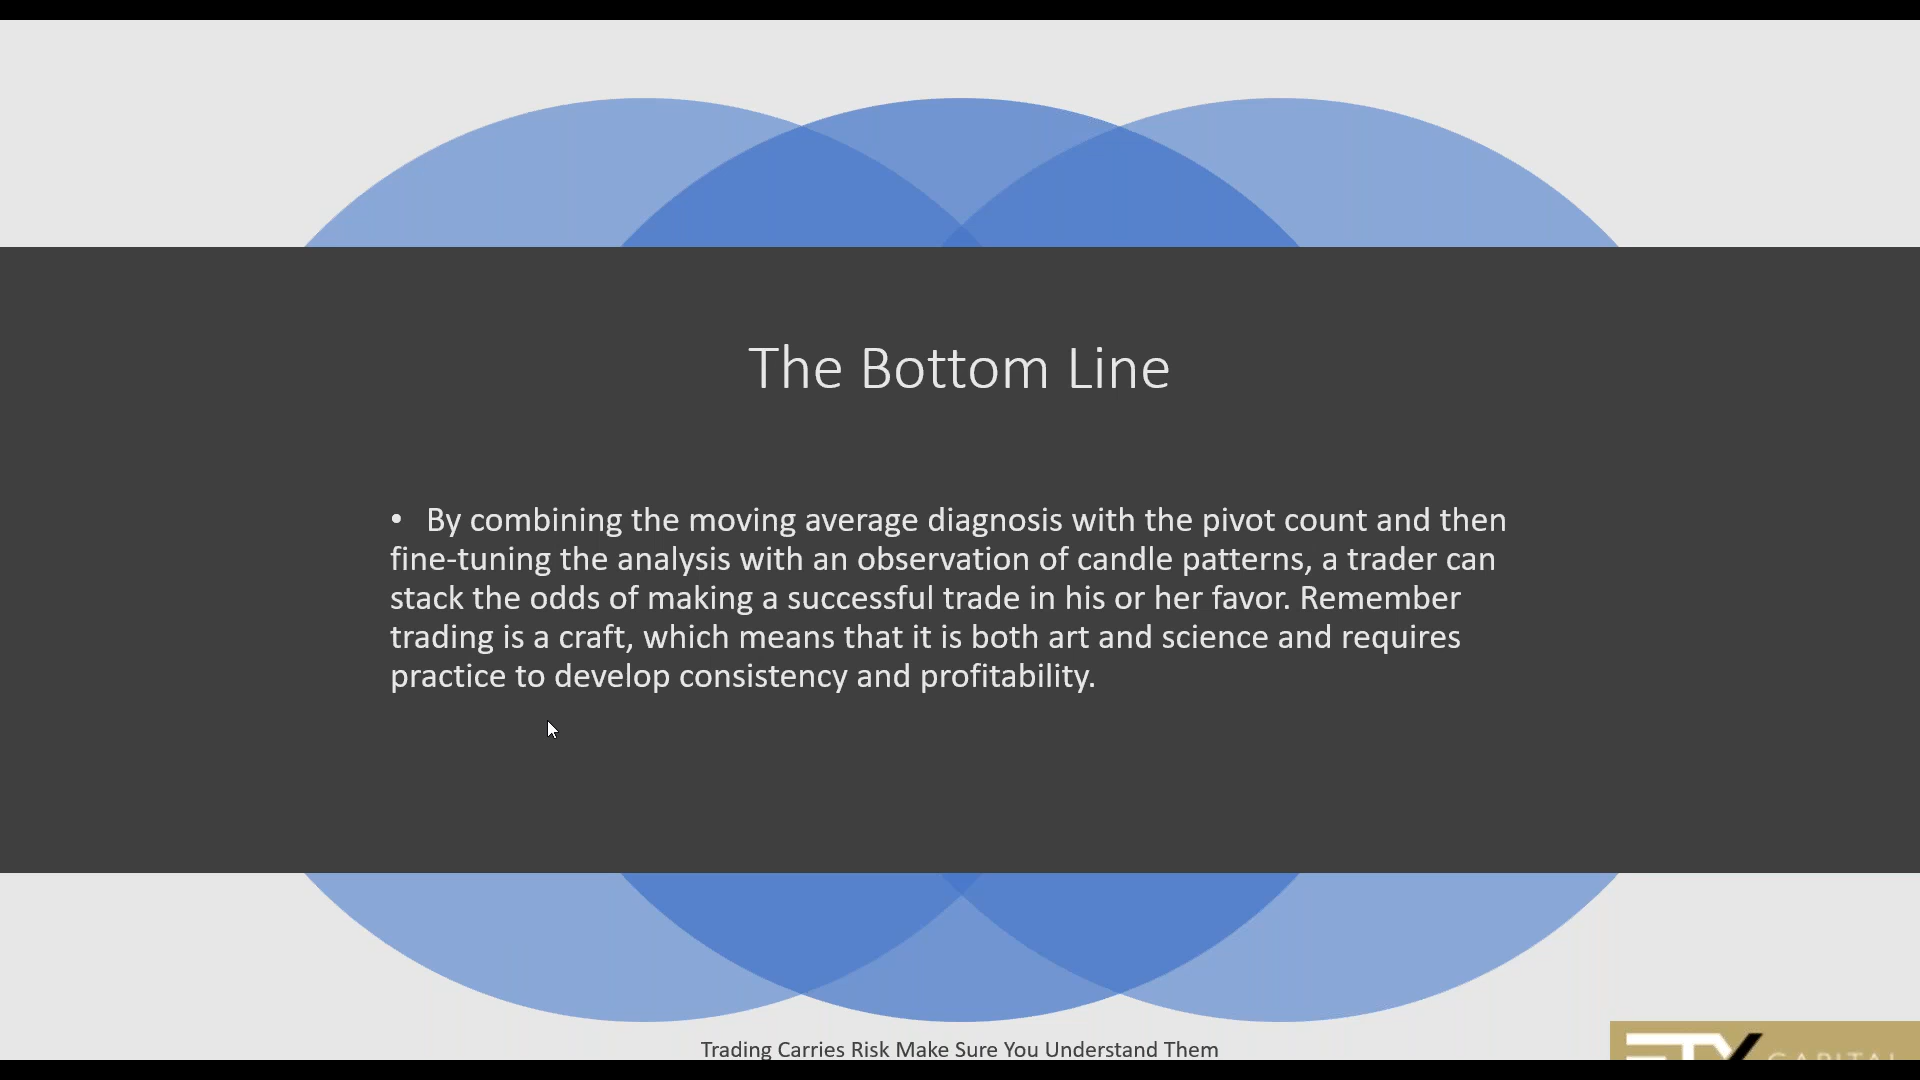 The Bottom Line
• By combining the moving average diagnosis with the pivot count and then
fine-tuning the analysis with an observation of candle patterns, a trader can
stack the odds of making a successful trade in his or her favor. Remember
trading is a craft, which means that it is both art and science and requires
practice to develop consistency and profitability.
Trading Carries Risk Make Sure You Understand Them
ETX CAPITAL